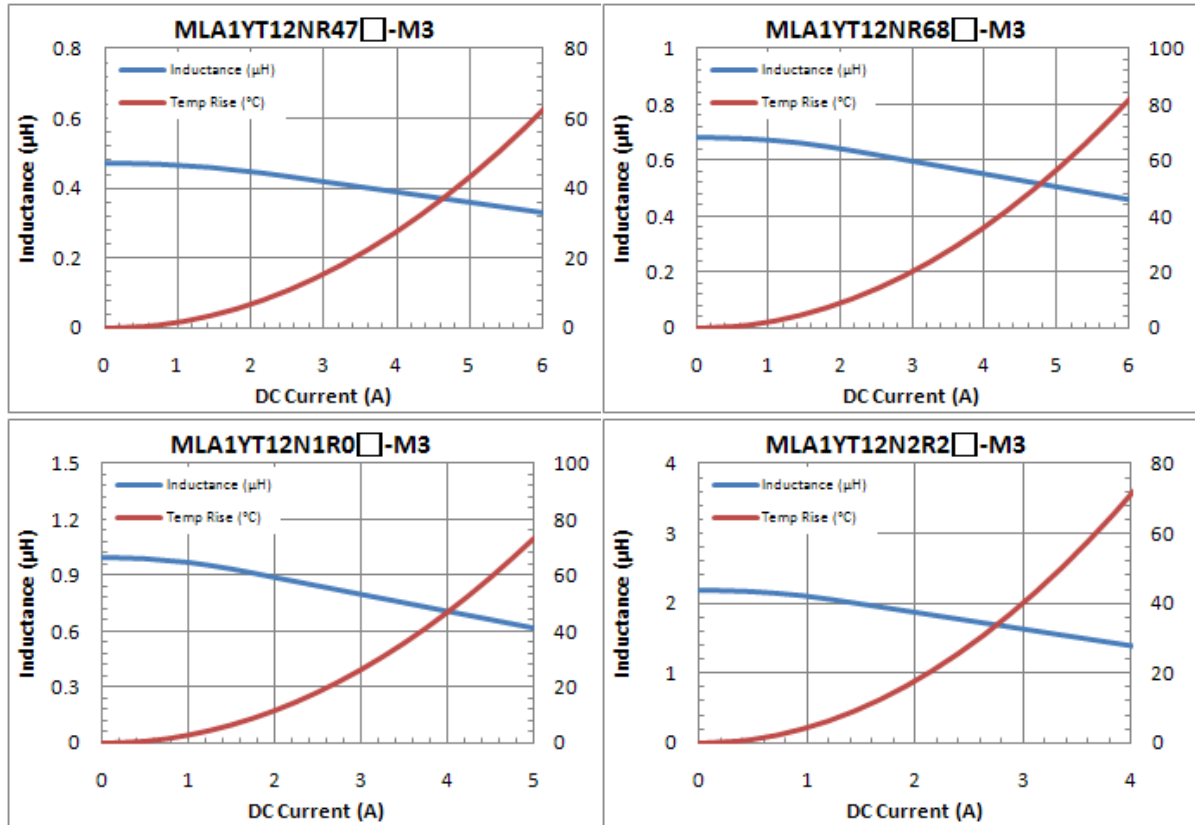 MLA1YT12NR47□-M3
0.8
0.6
0.4
0.2
0
80
60
40
20
0
Inductance (µH)
Inductance (µH)
Temp Rise (°C)
0 1 2 3 4 5 6
DC Current (A)
MLA1YT12NR68□-M3
1
0.8
0.6
0.4
0.2
0
100
80
60
40
20
0
Inductance (µH)
Inductance (µH)
Temp Rise (°C)
0 1 2 3 4 5 6
DC Current (A)
MLA1YT12N1R0□-M3
1.5
1.2
0.9
0.6
0.3
0
100
80
60
40
20
0
Inductance (µH)
Inductance (µH)
Temp Rise (°C)
0 1 2 3 4 5
DC Current (A)
MLA1YT12N2R2□-M3
4
3
2
1
0
80
60
40
20
0
Inductance (µH)
Inductance (µH)
Temp Rise (°C)
0 1 2 3 4
DC Current (A)